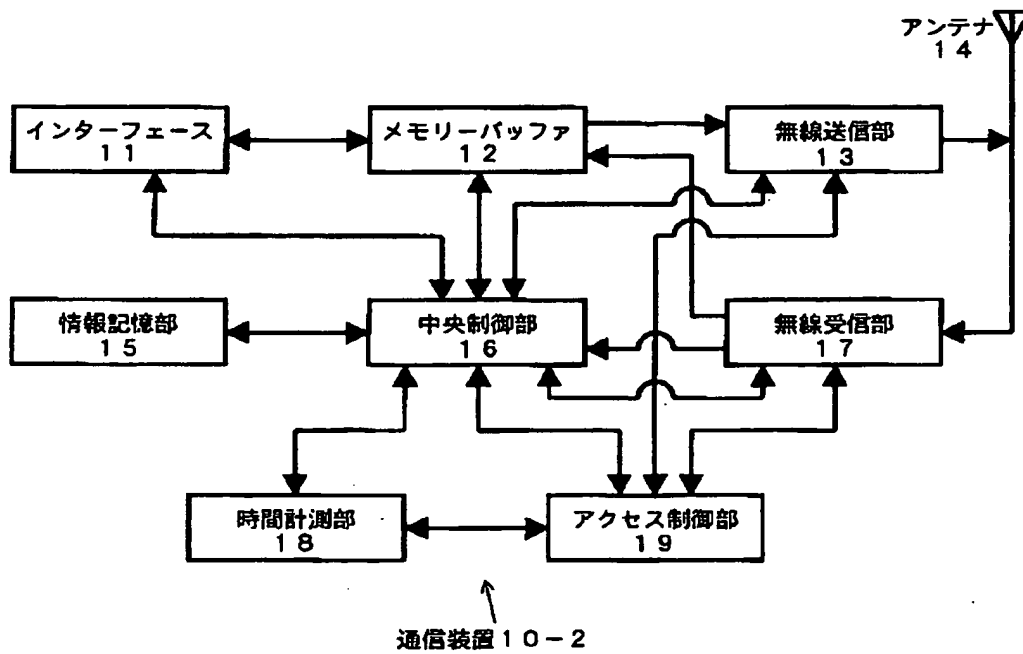 アンテナ
14
インターフェース
11
メモリーバッファ
12
無線送信部
13
情報記憶部
15
中央制御部
16
無線受信部
17
時間計測部
18
アクセス制御部
19
通信装置10-2